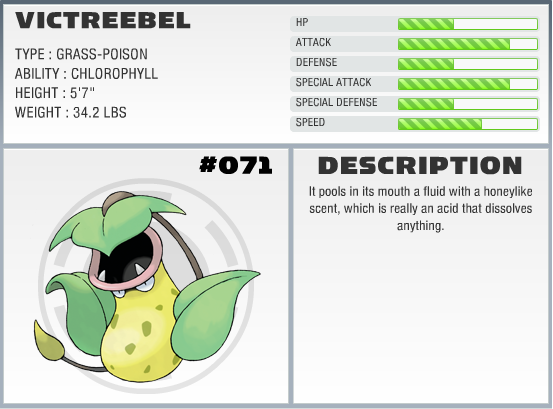 VICTREEBEL
TYPE : GRASS-POISON
ABILITY : CHLOROPHYLL
HEIGHT : 5'7"
WEIGHT : 34.2 LBS
HP
ATTACK
DEFENSE
SPECIAL ATTACK
SPECIAL DEFENSE
SPEED
#071
DESCRIPTION
It pools in its mouth a fluid with a honeylike
scent, which is really an acid that dissolves
anything.